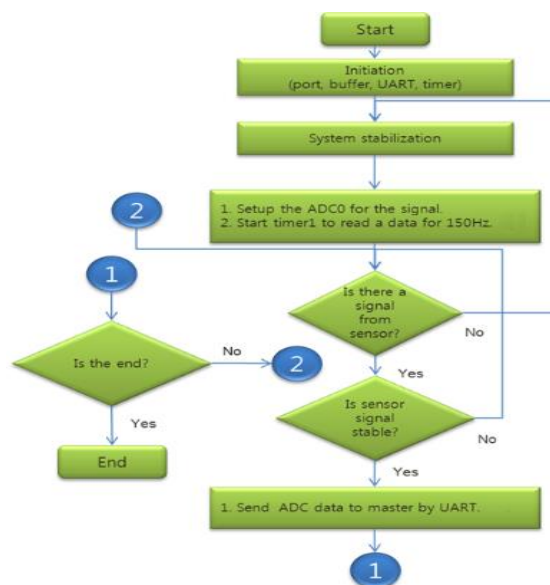 Start
Initiation
(port, buffer, UART, timer)
System stabilization
2
1. Setup the ADC0 for the signal.
2. Start timer1 to read a data for 150Hz.
1
Is there a
signal
from
sensor?
No
Yes
Is the end?
No
2
Yes
End
Is sensor
signal
stable?
No
Yes
1. Send ADC data to master by UART.
1